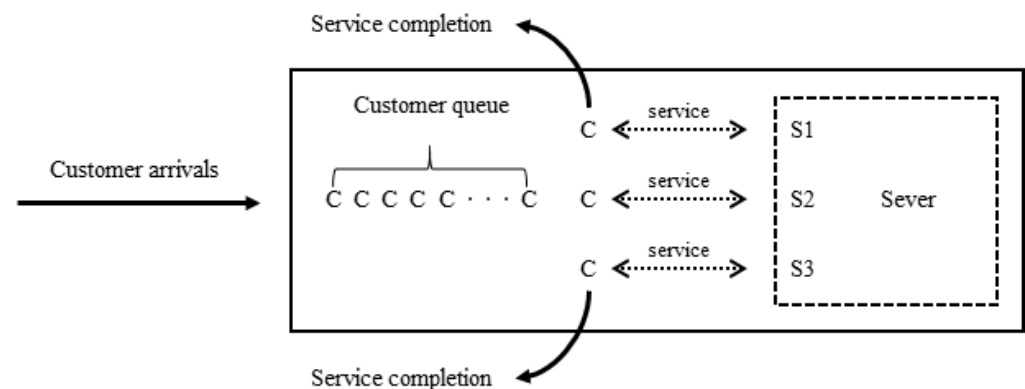 Service completion
Customer queue
service
C
S1
Customer arrivals
C C C C C · · · C
C
service
S2
Sever
service
C
S3
Service completion